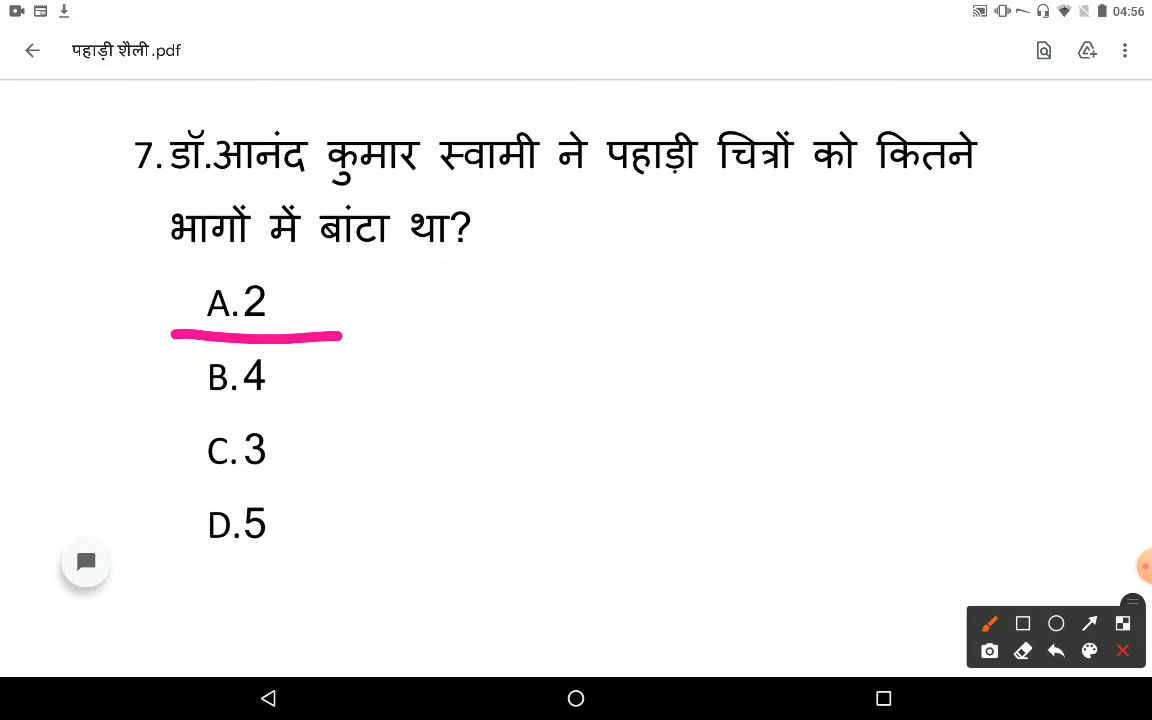 04:56
पहाड़ी शैली.pdf
7. डॉ.आनंद कुमार स्वामी ने पहाड़ी चित्रों को कितने
भागों में बांटा था?
A.2
B.4
C.3
D.5